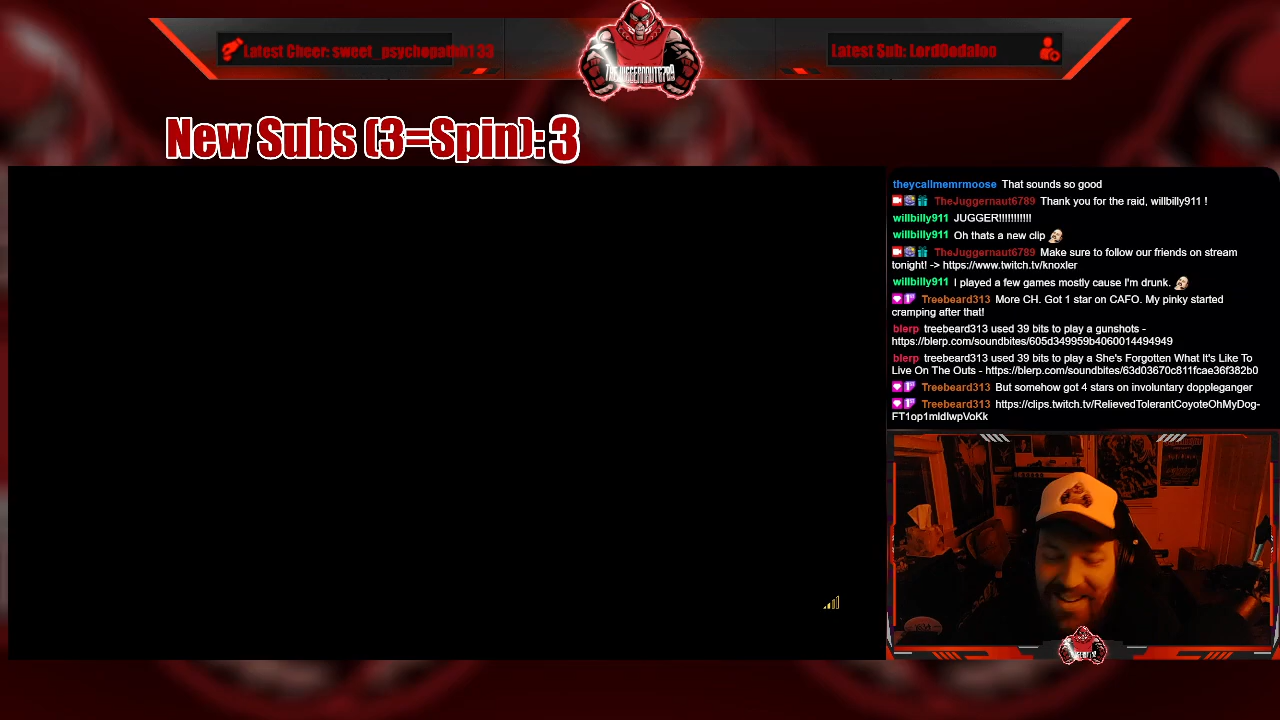 Latest Cheer: sweet_psychopathh133
THEJUGGERNAUT6789
Latest Sub: LordOodaloo
New Subs (3=Spin): 3
theycallmemrmoose That sounds so good
TheJuggernaut6789 Thank you for the raid, willbilly911 !
willbilly911 JUGGER!!!!!!!!!!!
willbilly911 Oh thats a new clip
TheJuggernaut6789 Make sure to follow our friends on stream
tonight! -> https://www.twitch.tv/knoxler
willbilly911 I played a few games mostly cause I'm drunk.
Treebeard313 More CH. Got 1 star on CAFO. My pinky started
cramping after that!
blerp treebeard313 used 39 bits to play a gunshots -
https://blerp.com/soundbites/605d349959b4060014494949
blerp treebeard313 used 39 bits to play a She's Forgotten What It's Like To
Live On The Outs - https://blerp.com/soundbites/63d03670c811fcae36f382b0
Treebeard313 But somehow got 4 stars on involuntary doppleganger
Treebeard313 https://clips.twitch.tv/RelievedTolerantCoyoteOhMyDog-
FT1op1mIdlwpVoKk